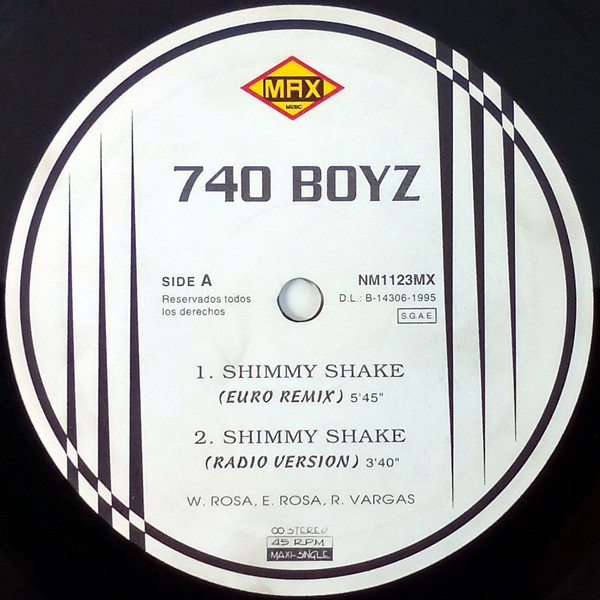 MAX
MUSIC
740 BOYZ
SIDE A
Reservados todos
los derechos
NM1123MX
D.L.: B-14306-1995
S.G.A.E.
1. SHIMMY SHAKE
(EURO REMIX) 5'45"
2. SHIMMY SHAKE
(RADIO VERSION) 3'40"
W. ROSA, E. ROSA, R. VARGAS
STEREO
45 RPM
MAXI-SINGLE